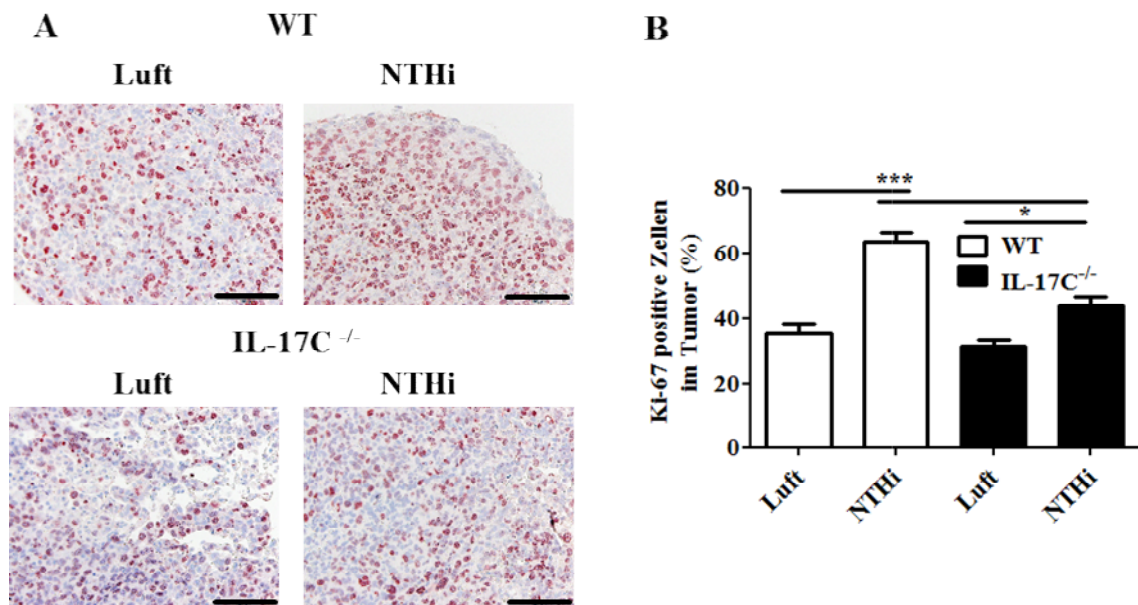 A
WT
Luft
NTHi
IL-17C -/-
Luft
NTHi
B
Ki-67 positive Zellen
im Tumor (%)
80
60
40
20
0
***
*
WT
IL-17C-/-
Luft
NTHi
Luft
NTHi